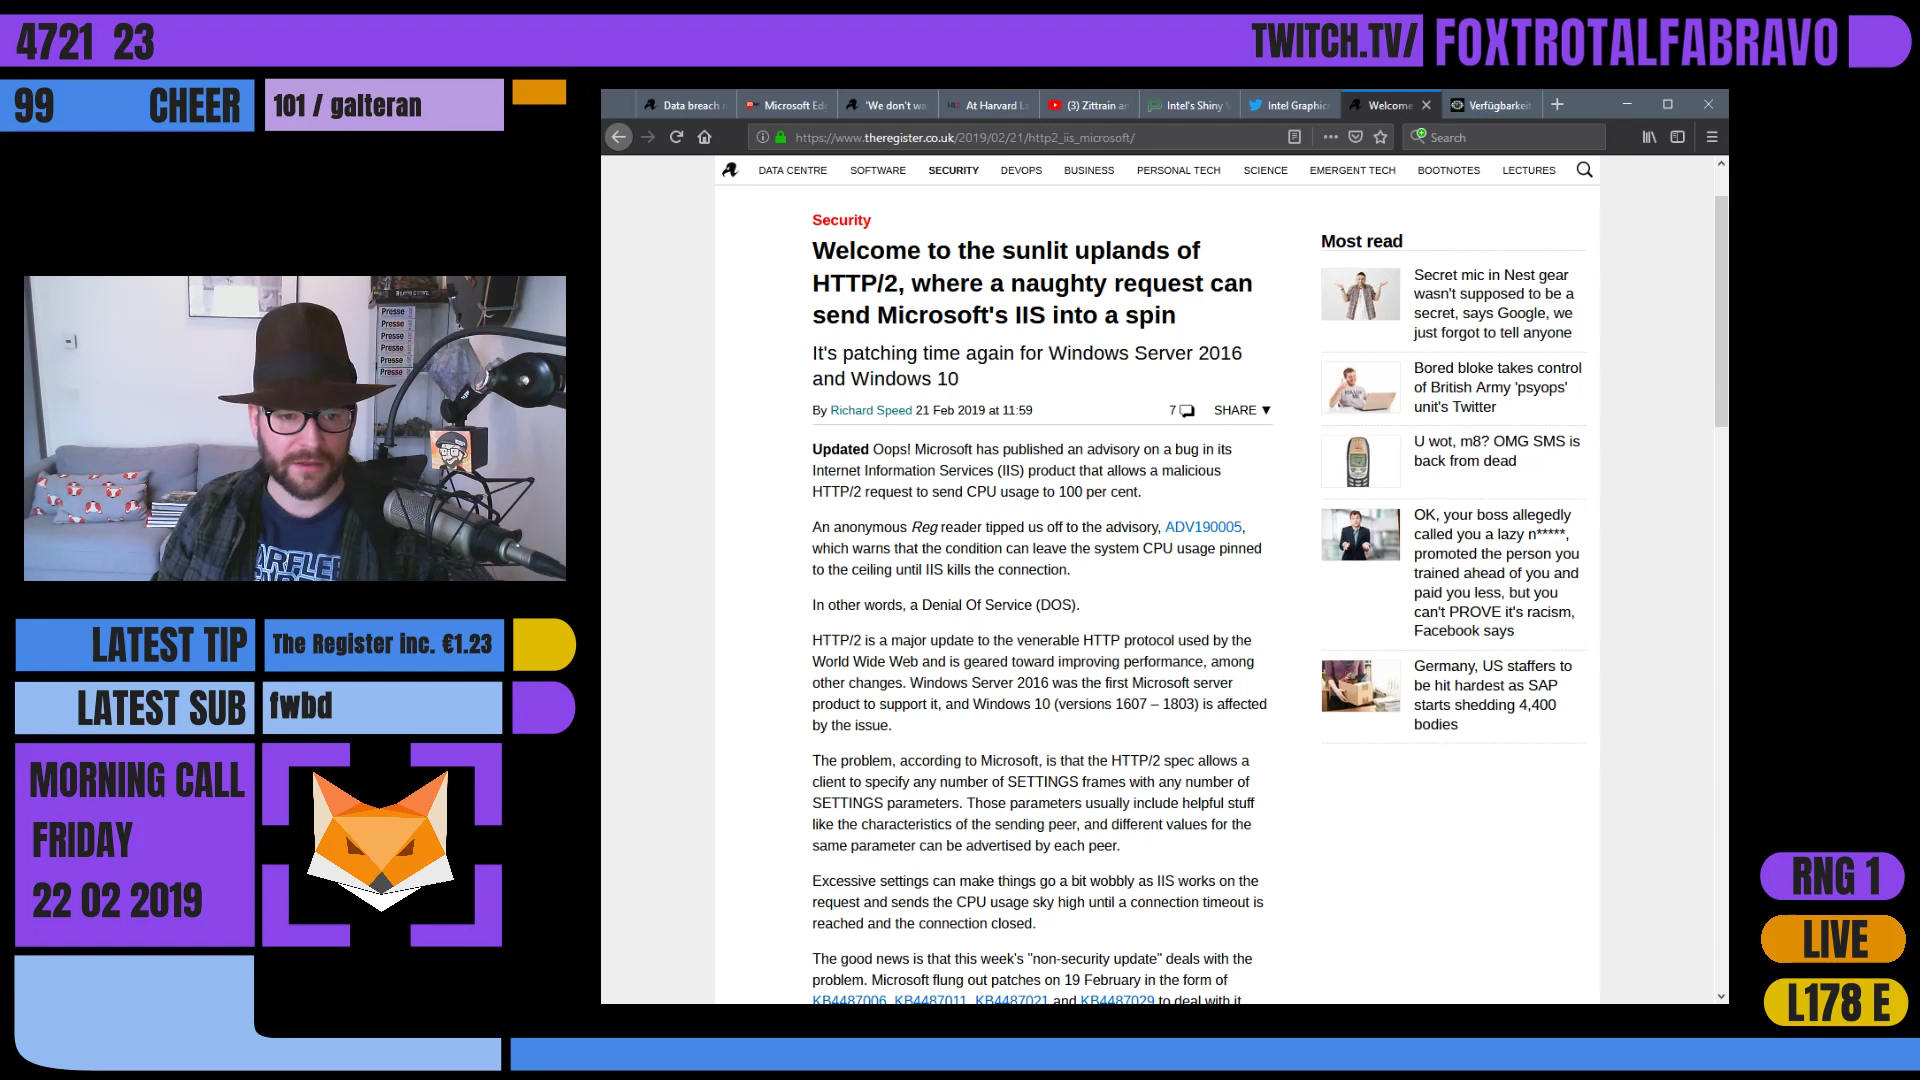 4721 23
TWITCH.TV/ FOXTROTALFABRAVO
99 CHEER
101 / galteran
Data breach
Microsoft Ed
'We don't wa
At Harvard La
(3) Zittrain an
Intel's Shiny
Intel Graphic
Welcome
Verfügbarkeit
https://www.theregister.co.uk/2019/02/21/http2_iis_microsoft/
Search
DATA CENTRE SOFTWARE SECURITY DEVOPS BUSINESS PERSONAL TECH SCIENCE EMERGENT TECH BOOTNOTES LECTURES
Security
Welcome to the sunlit uplands of
HTTP/2, where a naughty request can
send Microsoft's IIS into a spin
It's patching time again for Windows Server 2016
and Windows 10
By Richard Speed 21 Feb 2019 at 11:59
7
SHARE ▼
Updated Oops! Microsoft has published an advisory on a bug in its
Internet Information Services (IIS) product that allows a malicious
HTTP/2 request to send CPU usage to 100 per cent.
An anonymous Reg reader tipped us off to the advisory, ADV190005,
which warns that the condition can leave the system CPU usage pinned
to the ceiling until IIS kills the connection.
In other words, a Denial Of Service (DOS).
HTTP/2 is a major update to the venerable HTTP protocol used by the
World Wide Web and is geared toward improving performance, among
other changes. Windows Server 2016 was the first Microsoft server
product to support it, and Windows 10 (versions 1607 – 1803) is affected
by the issue.
The problem, according to Microsoft, is that the HTTP/2 spec allows a
client to specify any number of SETTINGS frames with any number of
SETTINGS parameters. Those parameters usually include helpful stuff
like the characteristics of the sending peer, and different values for the
same parameter can be advertised by each peer.
Excessive settings can make things go a bit wobbly as IIS works on the
request and sends the CPU usage sky high until a connection timeout is
reached and the connection closed.
The good news is that this week's "non-security update" deals with the
problem. Microsoft flung out patches on 19 February in the form of
KB4487006, KB4487011, KB4487021 and KB4487029 to deal with it
Most read
Secret mic in Nest gear
wasn't supposed to be a
secret, says Google, we
just forgot to tell anyone
Bored bloke takes control
of British Army 'psyops'
unit's Twitter
U wot, m8? OMG SMS is
back from dead
OK, your boss allegedly
called you a lazy n*****,
promoted the person you
trained ahead of you and
paid you less, but you
can't PROVE it's racism,
Facebook says
Germany, US staffers to
be hit hardest as SAP
starts shedding 4,400
bodies
Presse
Presse
Presse
Presse
Presse
Presse
LATEST TIP
The Register inc. €1.23
LATEST SUB
fwbd
MORNING CALL
FRIDAY
22 02 2019
RNG 1
LIVE
L178 E